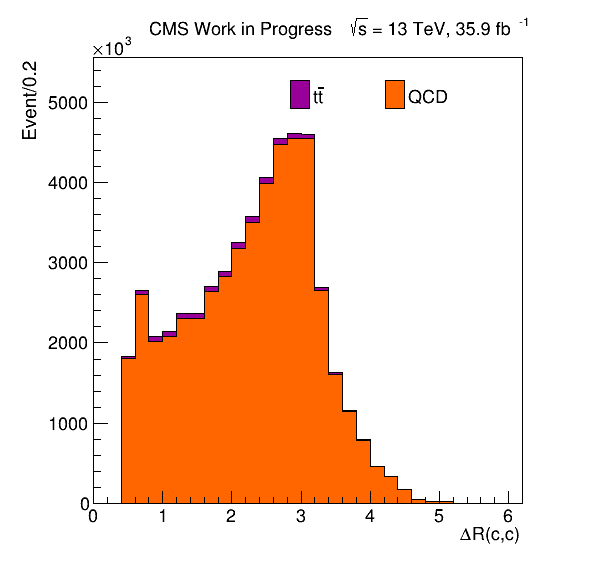 CMS Work in Progress √s = 13 TeV, 35.9 fb⁻¹
×10³
Event/0.2
tt̄
QCD
5000
4000
3000
2000
1000
0
0 1 2 3 4 5 6
ΔR(c,c)